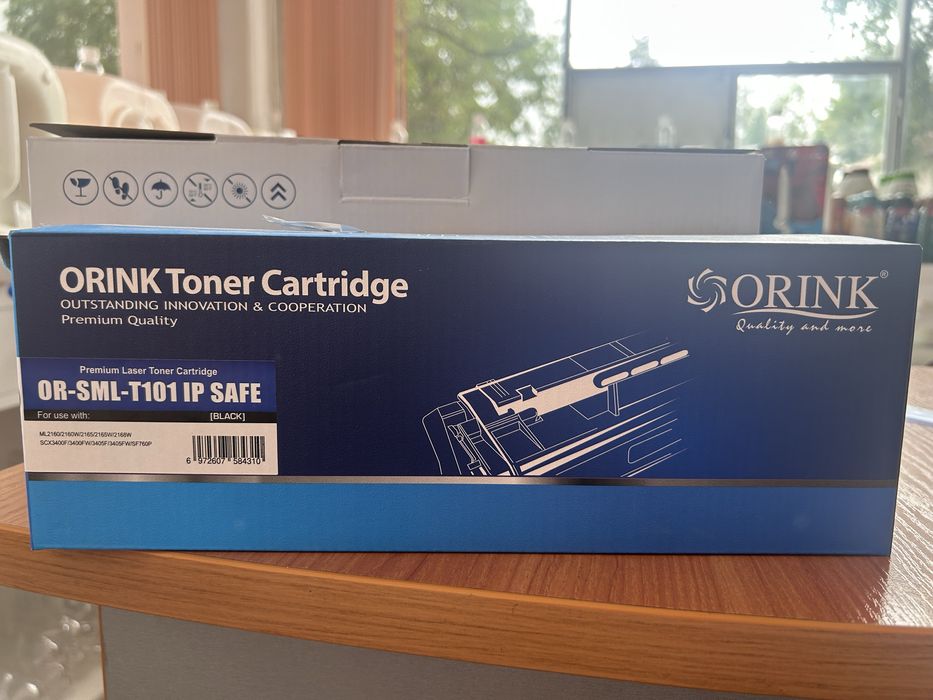 ORINK Toner Cartridge
OUTSTANDING INNOVATION & COOPERATION
Premium Quality
ORINK®
Quality and more
Premium Laser Toner Cartridge
OR-SML-T101 IP SAFE
For use with: [BLACK]
ML2160/2160W/2165/2165W/2168W
SCX3400F/3400FW/3405F/3405FW/SF760P
6 972607 584310